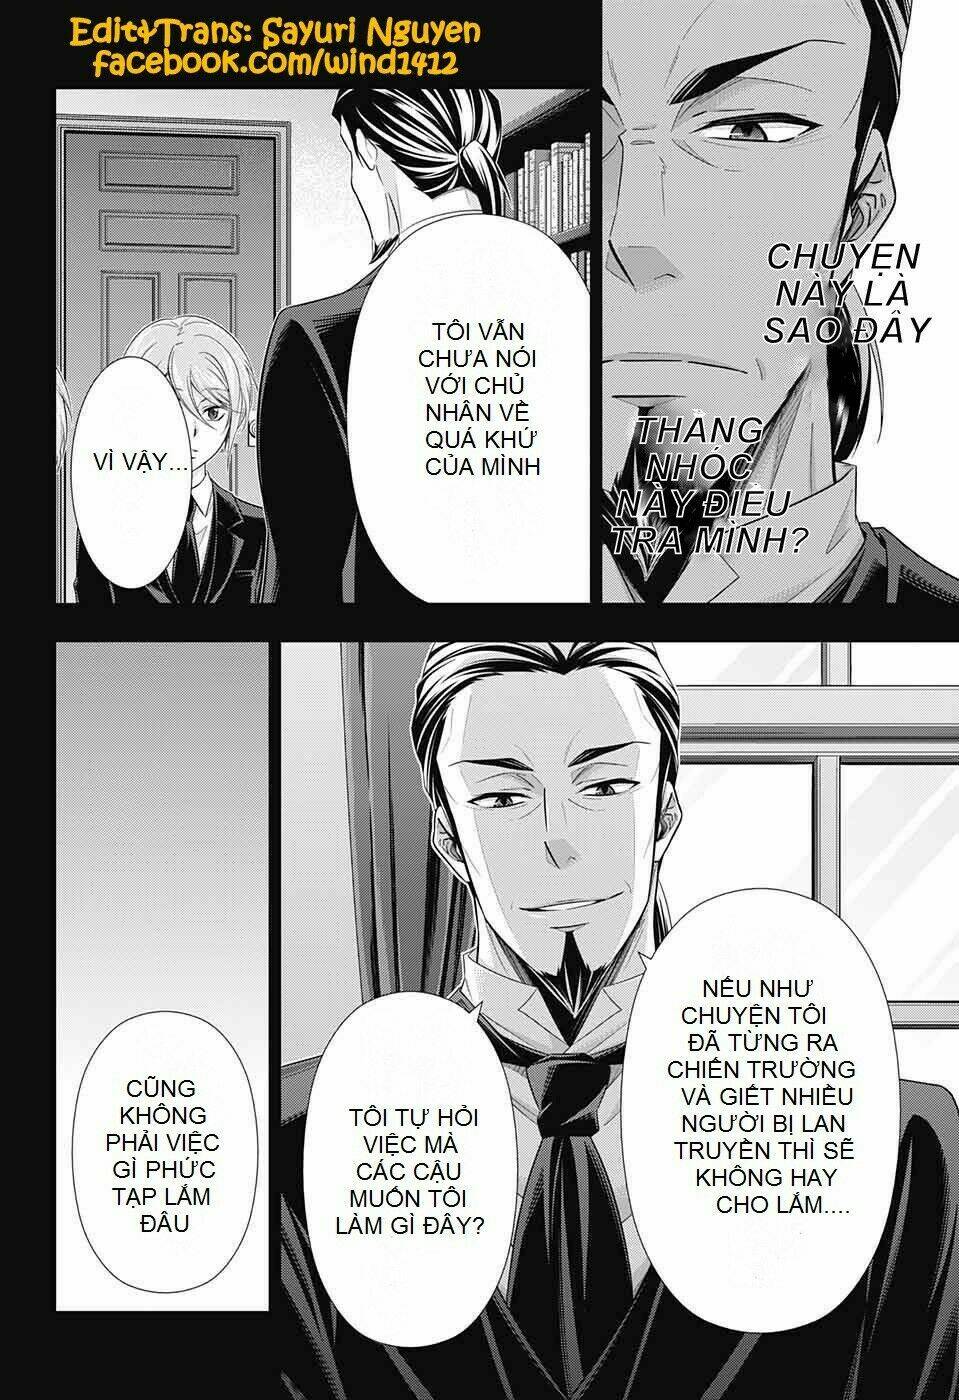 Edit&Trans: Sayuri Nguyen
facebook.com/wind1412
CHUYỆN
NÀY LÀ
SAO ĐÂY
THẰNG
NHÓC
NÀY ĐIỀU
TRA MÌNH?
TÔI VẪN
CHƯA NÓI
VỚI CHỦ
NHÂN VỀ
QUÁ KHỨ
CỦA MÌNH
VÌ VẬY...
NẾU NHƯ
CHUYỆN TÔI
ĐÃ TỪNG RA
CHIẾN TRƯỜNG
VÀ GIẾT NHIỀU
NGƯỜI BỊ LAN
TRUYỀN THÌ SẼ
KHÔNG HAY
CHO LẮM....
TÔI TỰ HỎI
VIỆC MÀ
CÁC CẬU
MUỐN TÔI
LÀM GÌ ĐÂY?
CŨNG
KHÔNG
PHẢI VIỆC
GÌ PHỨC
TẠP LẮM
ĐÂU